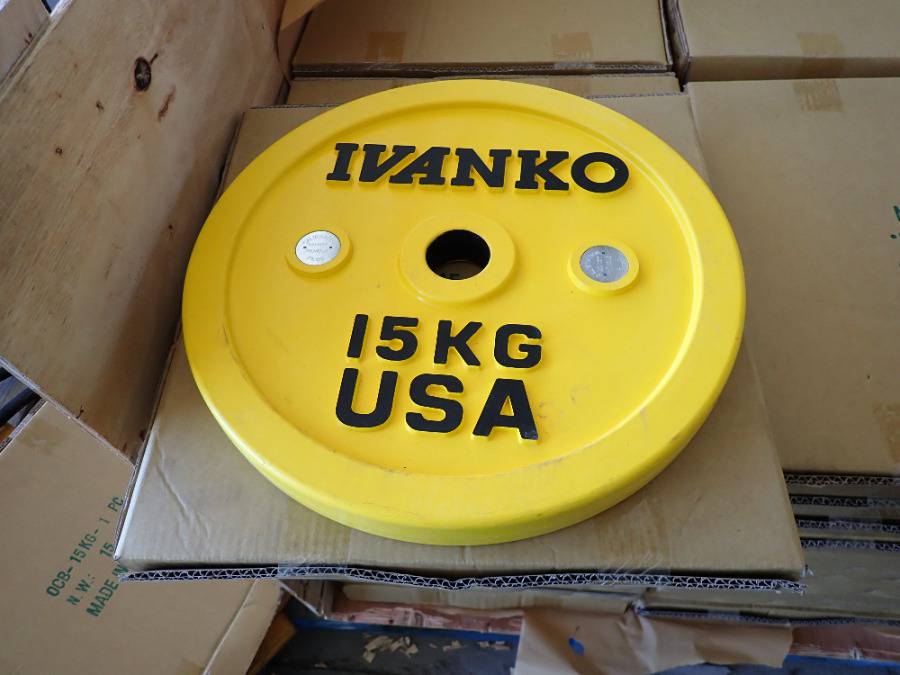 IVANKO
15KG
USA
OCB-15KG-1 PC
N.W.: 15
MADE IN